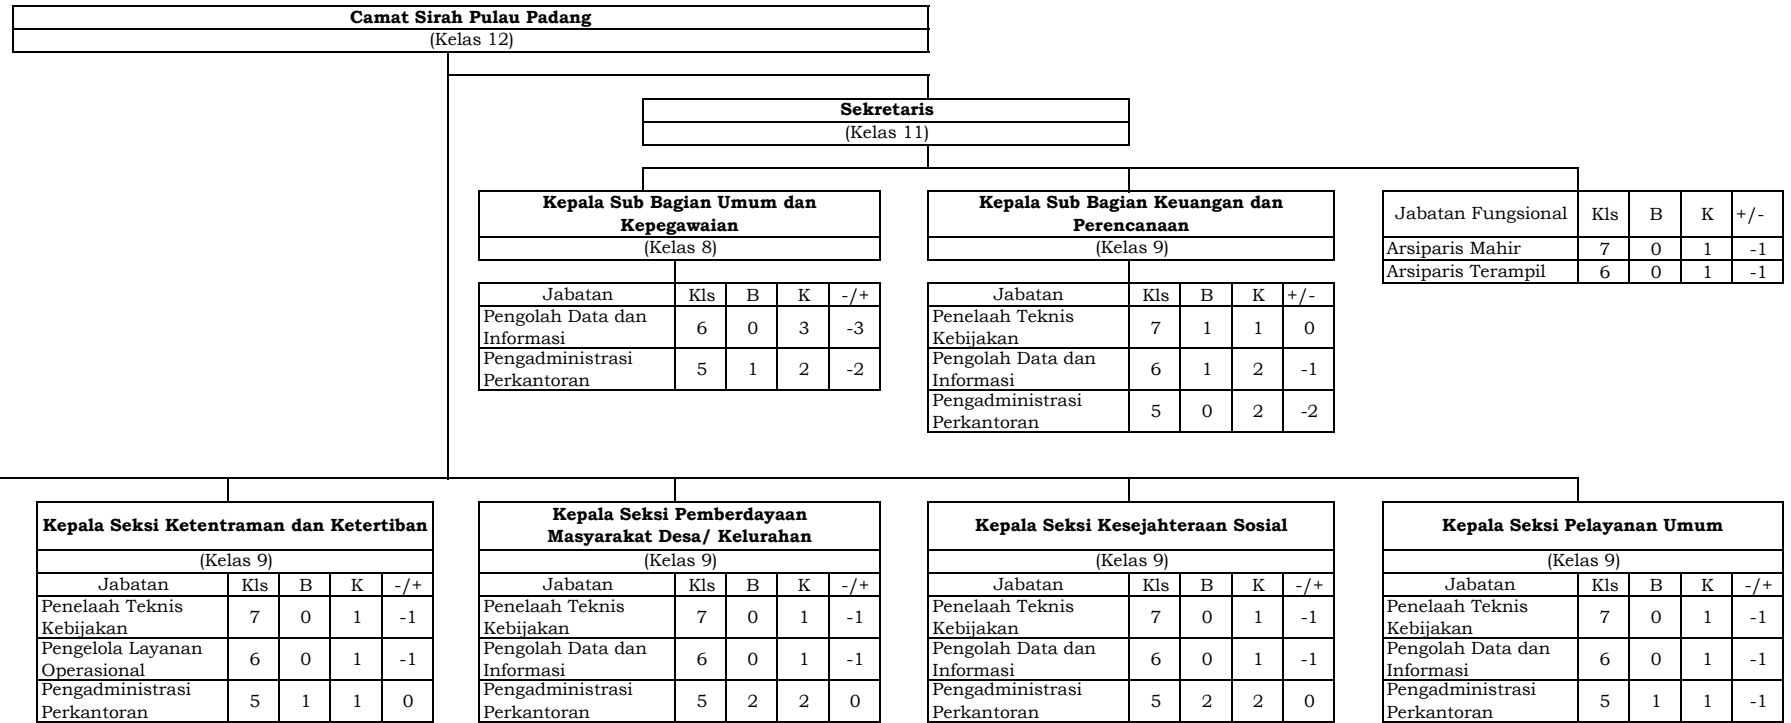 Camat Sirah Pulau Padang
(Kelas 12)
Sekretaris
(Kelas 11)
Kepala Sub Bagian Umum dan
Kepegawaian
(Kelas 8)
Jabatan Kls B K -/+
Pengolah Data dan
Informasi 6 0 3 -3
Pengadministrasi
Perkantoran 5 1 2 -2
Kepala Sub Bagian Keuangan dan
Perencanaan
(Kelas 9)
Jabatan Kls B K +/-
Penelaah Teknis
Kebijakan 7 1 1 0
Pengolah Data dan
Informasi 6 1 2 -1
Pengadministrasi
Perkantoran 5 0 2 -2
Jabatan Fungsional Kls B K +/-
Arsiparis Mahir 7 0 1 -1
Arsiparis Terampil 6 0 1 -1
Kepala Seksi Ketentraman dan Ketertiban
(Kelas 9)
Jabatan Kls B K -/+
Penelaah Teknis
Kebijakan 7 0 1 -1
Pengelola Layanan
Operasional 6 0 1 -1
Pengadministrasi
Perkantoran 5 1 1 0
Kepala Seksi Pemberdayaan
Masyarakat Desa/ Kelurahan
(Kelas 9)
Jabatan Kls B K -/+
Penelaah Teknis
Kebijakan 7 0 1 -1
Pengolah Data dan
Informasi 6 0 1 -1
Pengadministrasi
Perkantoran 5 2 2 0
Kepala Seksi Kesejahteraan Sosial
(Kelas 9)
Jabatan Kls B K -/+
Penelaah Teknis
Kebijakan 7 0 1 -1
Pengolah Data dan
Informasi 6 0 1 -1
Pengadministrasi
Perkantoran 5 2 2 0
Kepala Seksi Pelayanan Umum
(Kelas 9)
Jabatan Kls B K -/+
Penelaah Teknis
Kebijakan 7 0 1 -1
Pengolah Data dan
Informasi 6 0 1 -1
Pengadministrasi
Perkantoran 5 1 1 -1